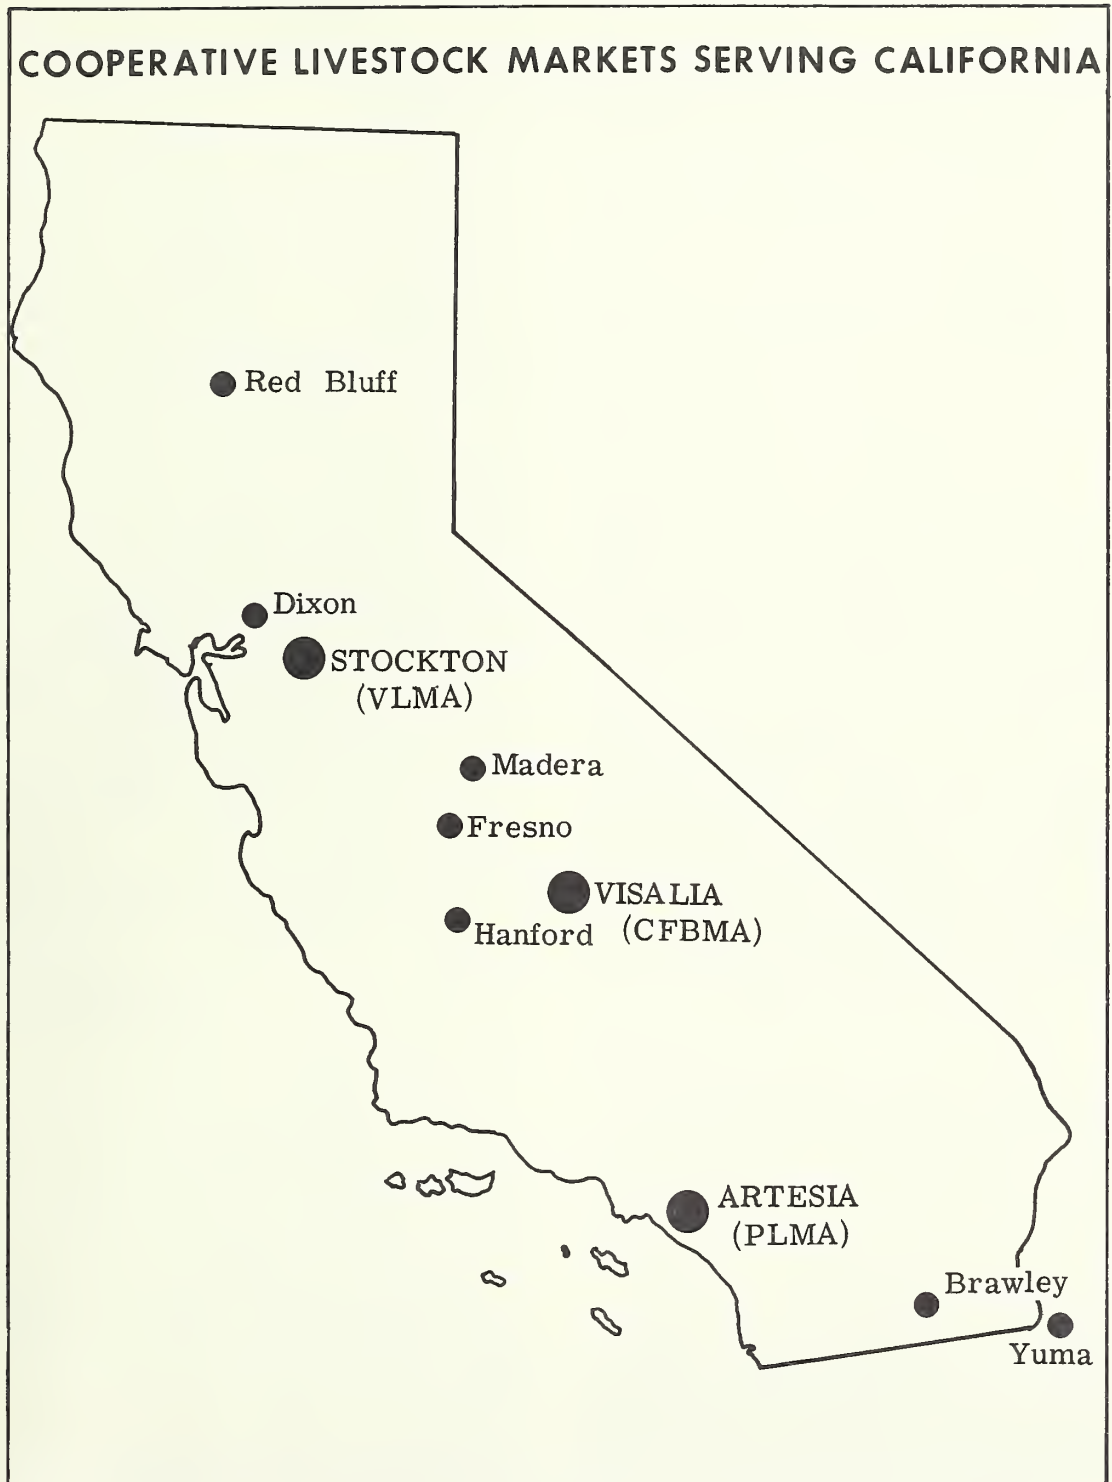 COOPERATIVE LIVESTOCK MARKETS SERVING CALIFORNIA
Red Bluff
Dixon
STOCKTON
(VLMA)
Madera
Fresno
VISALIA
(CFBMA)
Hanford
ARTESIA
(PLMA)
Brawley
Yuma